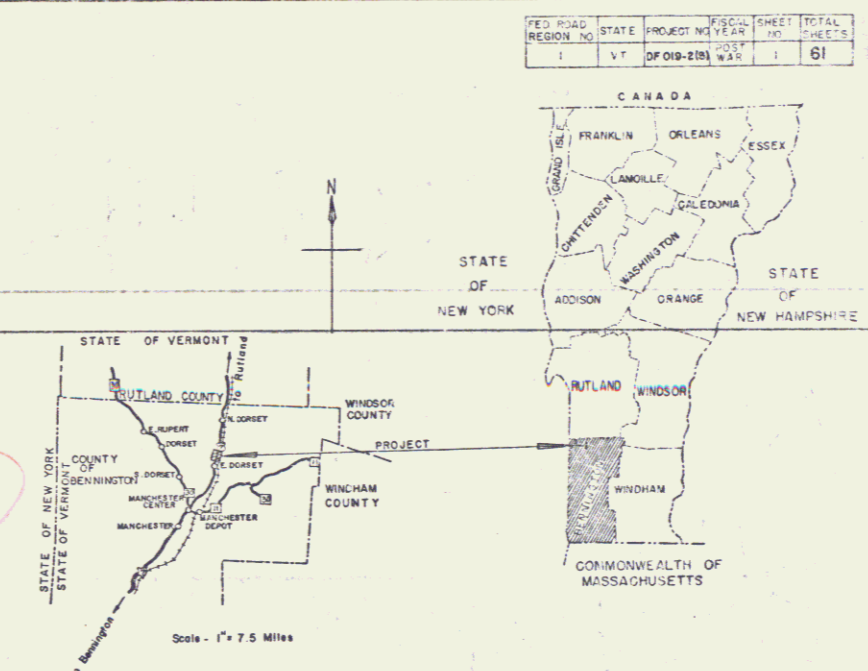 FED ROAD REGION NO STATE PROJECT NO FISCAL YEAR SHEET NO TOTAL SHEETS
1 VT DF 019-2(8) POST WAR 1 61
CANADA
GRAND ISLE
FRANKLIN
ORLEANS
ESSEX
LAMOILLE
CALEDONIA
CHITTENDEN
WASHINGTON
STATE
OF
NEW YORK
ADDISON
ORANGE
STATE
OF
NEW HAMPSHIRE
RUTLAND
WINDSOR
BENNINGTON
WINDHAM
COMMONWEALTH OF
MASSACHUSETTS
N
STATE OF VERMONT
to Rutland
RUTLAND COUNTY
WINDSOR
COUNTY
N. DORSET
E. RUPERT
DORSET
PROJECT
E. DORSET
COUNTY
OF
BENNINGTON
S. DORSET
MANCHESTER
CENTER
WINDHAM
COUNTY
MANCHESTER
MANCHESTER
DEPOT
STATE OF NEW YORK
STATE OF VERMONT
Bennington
Scale - 1" = 7.5 Miles